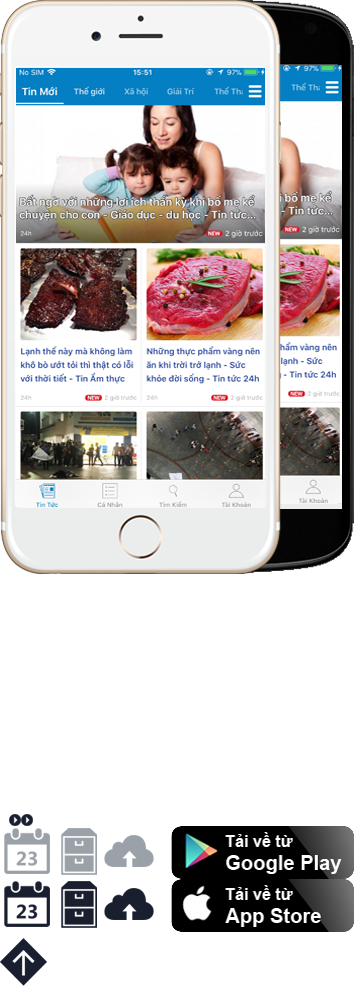 No SIM 15:51 97%
97%
Tin Mới Thế giới Xã hội Giải Trí Thể Tha
Thể Tha
Bất ngờ với những lợi ích thần kỳ khi bố mẹ kể
chuyện cho con - Giáo dục - du học - Tin tức...
24h NEW 2 giờ trước
bố mẹ kể
- Tin tức...
NEW 2 giờ trước
Lạnh thế này mà không làm
khô bò ướt tỏi thì thật có lỗi
với thời tiết - Tin Ẩm thực
24h NEW 2 giờ trước
Những thực phẩm vàng nên
ăn khi trời trở lạnh - Sức
khỏe đời sống - Tin tức 24h
24h NEW 2 giờ trước
vàng nên
lạnh - Sức
Tin tức 24h
NEW 2 giờ trước
Tin Tức Cá Nhân Tìm Kiếm Tài Khoản
Tài Khoản
23
Tải về từ
Google Play
23
Tải về từ
App Store